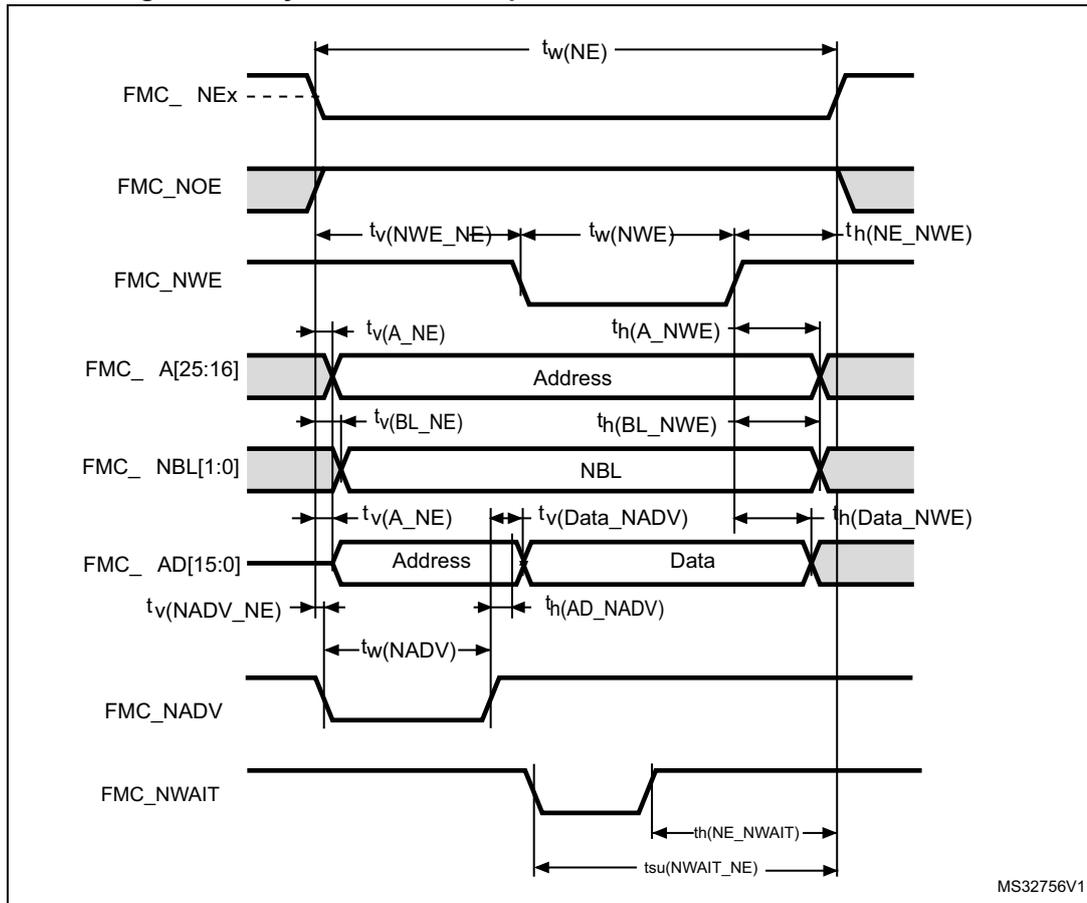 tw(NE)
FMC_ NEx
FMC_NOE
tv(NWE_NE) tw(NWE) th(NE_NWE)
FMC_NWE
tv(A_NE) th(A_NWE)
FMC_ A[25:16] Address
tv(BL_NE) th(BL_NWE)
FMC_ NBL[1:0] NBL
tv(A_NE) tv(Data_NADV) th(Data_NWE)
FMC_ AD[15:0] Address Data
tv(NADV_NE) th(AD_NADV)
tw(NADV)
FMC_NADV
FMC_NWAIT
th(NE_NWAIT)
tsu(NWAIT_NE)
MS32756V1